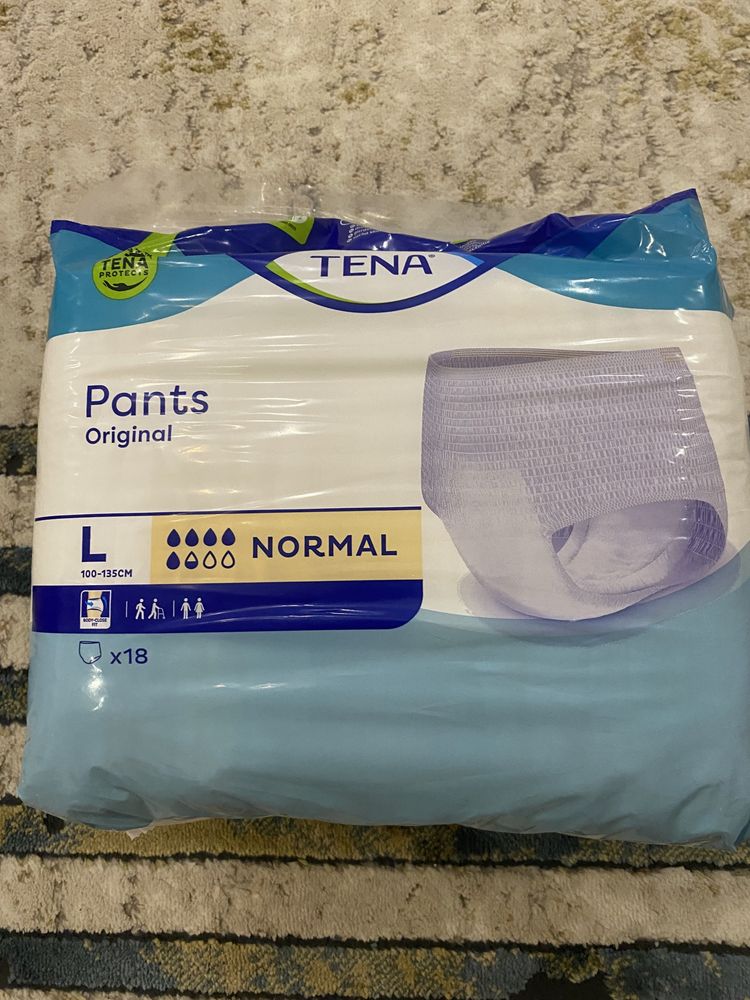 TENA
PROTECTS
TENA®
Pants
Original
L
100-135CM
NORMAL
BODY-CLOSE
FIT
x18